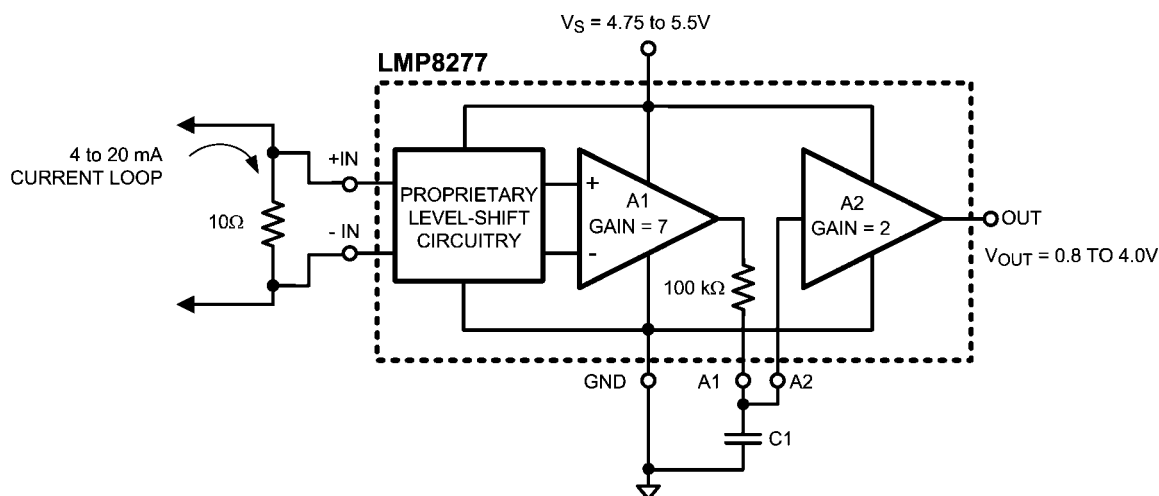 V_S = 4.75 to 5.5V
LMP8277
4 to 20 mA
CURRENT LOOP
+IN
10Ω
- IN
PROPRIETARY
LEVEL-SHIFT
CIRCUITRY
+
A1
GAIN = 7
-
100 kΩ
A2
GAIN = 2
OUT
V_OUT = 0.8 TO 4.0V
GND
A1
A2
C1